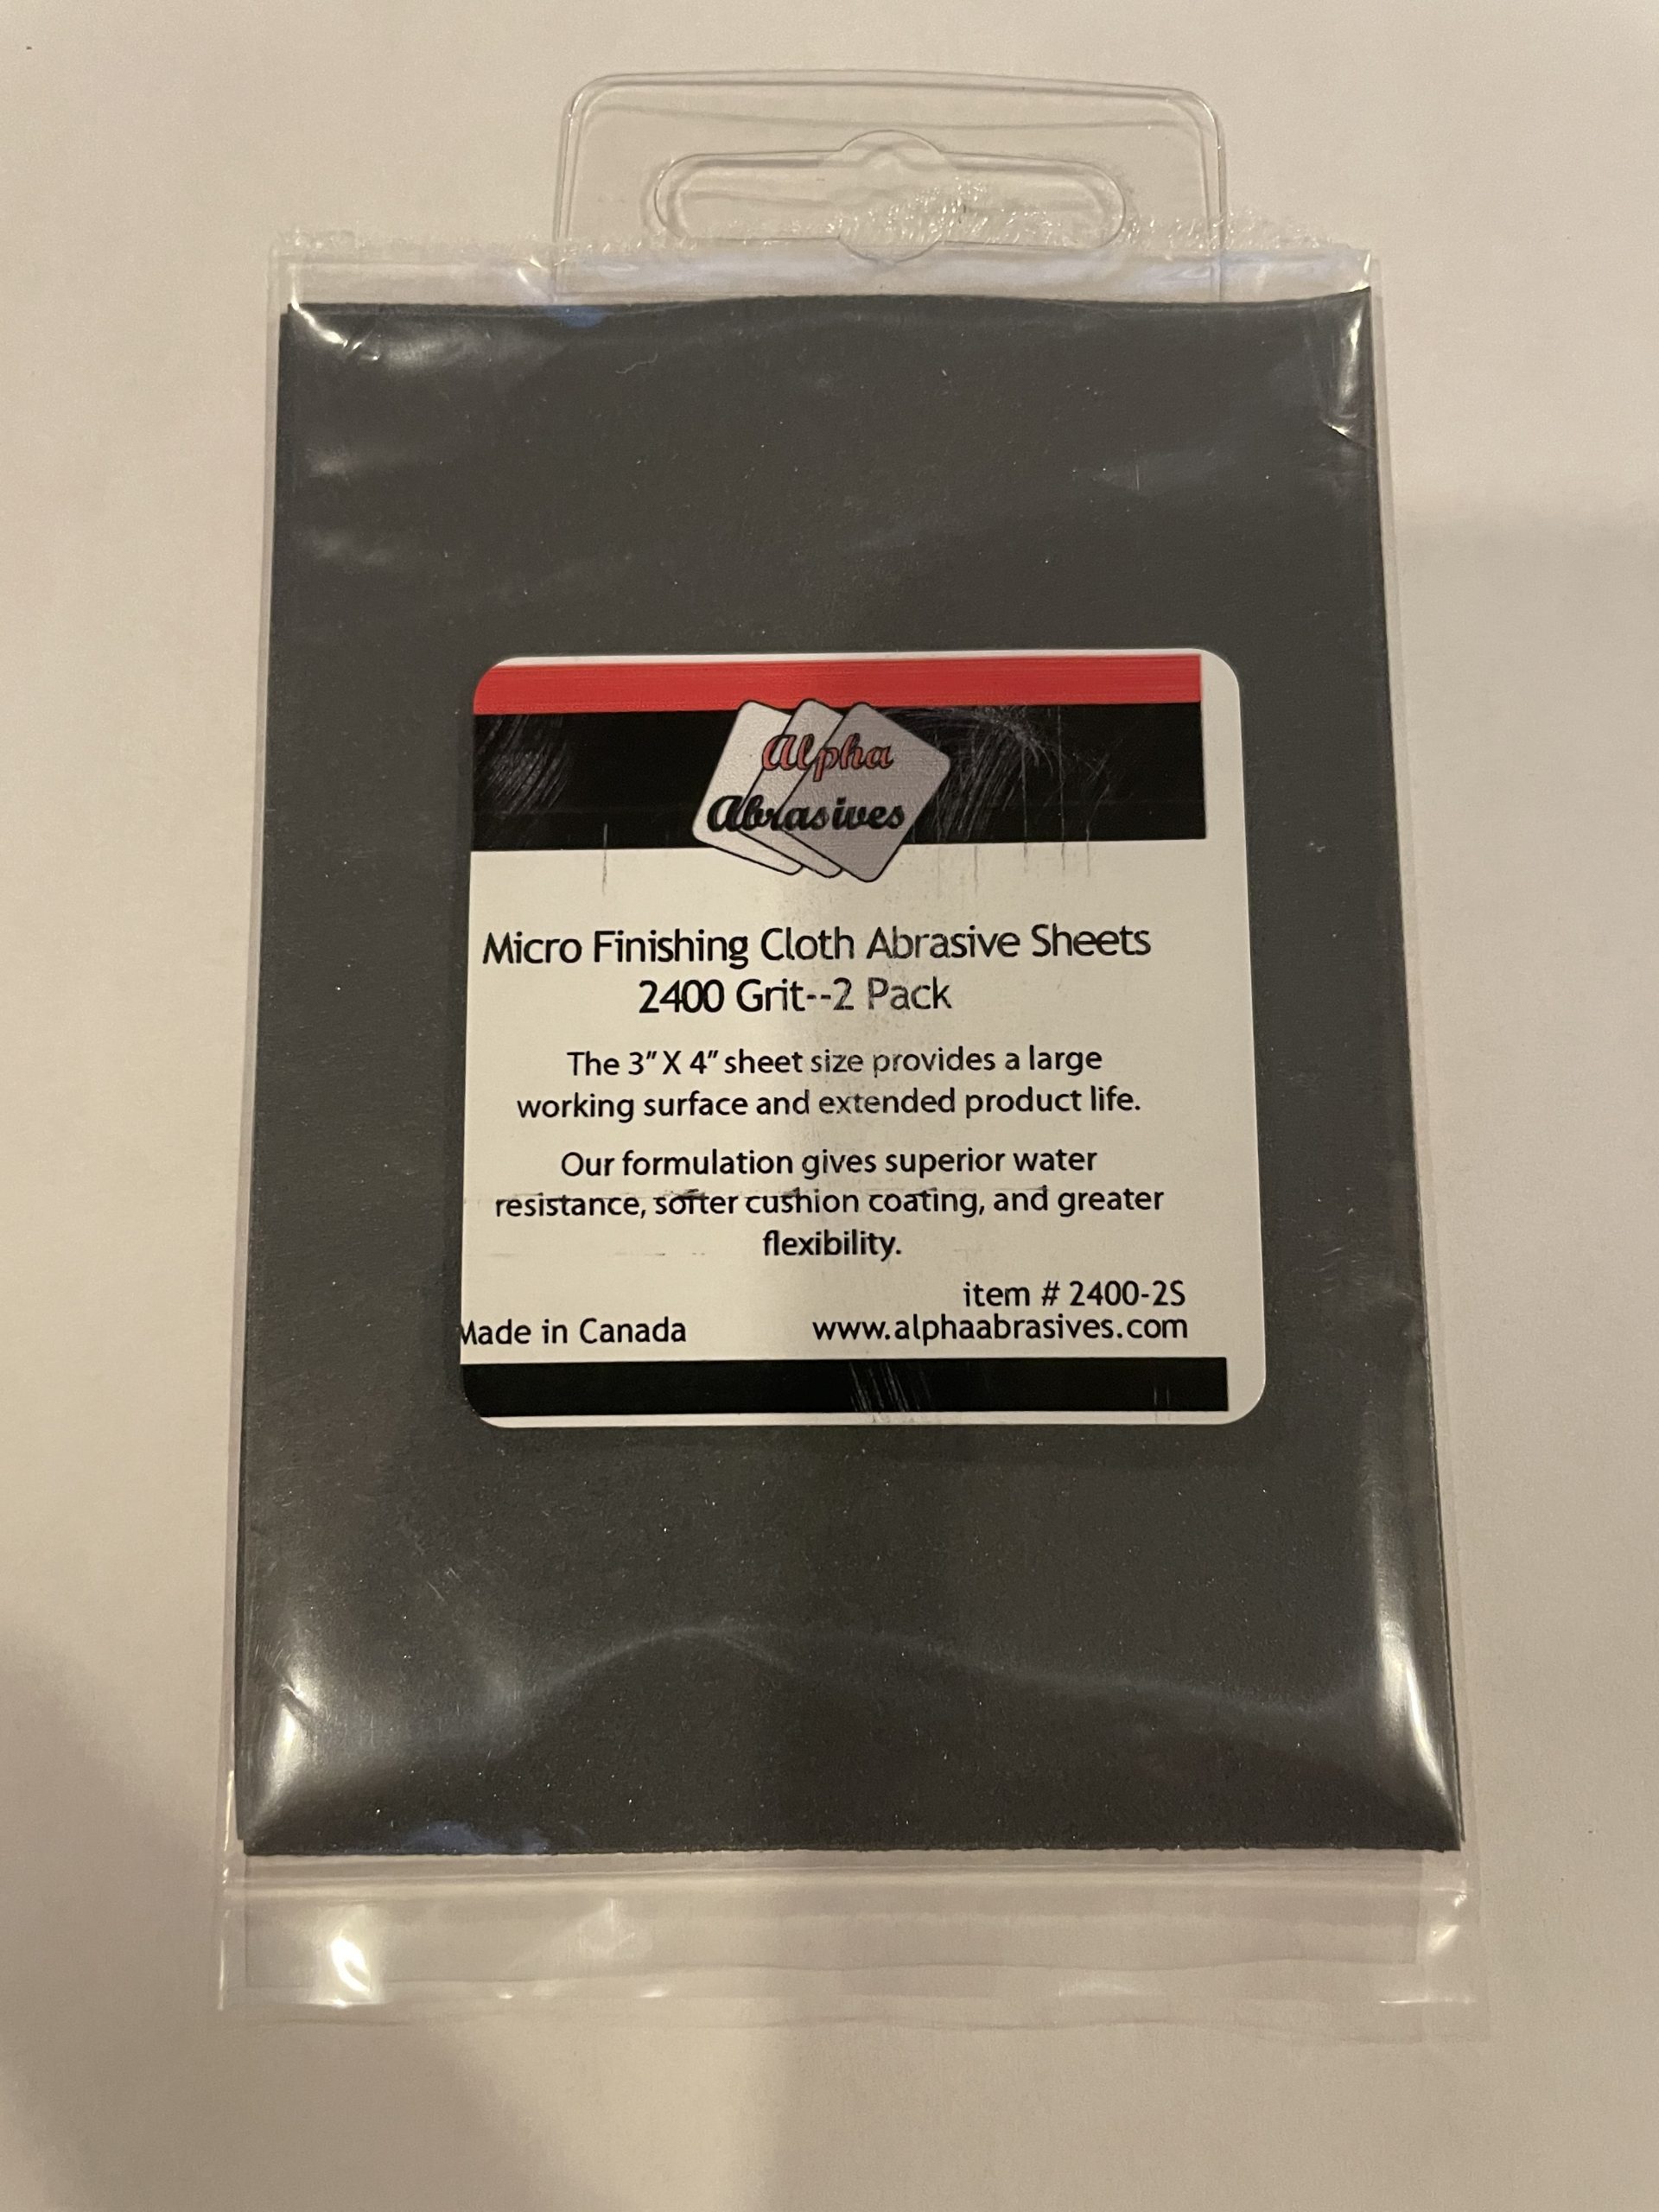 Alpha
Abrasives
Micro Finishing Cloth Abrasive Sheets
2400 Grit--2 Pack
The 3" X 4" sheet size provides a large
working surface and extended product life.
Our formulation gives superior water
resistance, softer cushion coating, and greater
flexibility.
item # 2400-2S
Made in Canada www.alphaabrasives.com